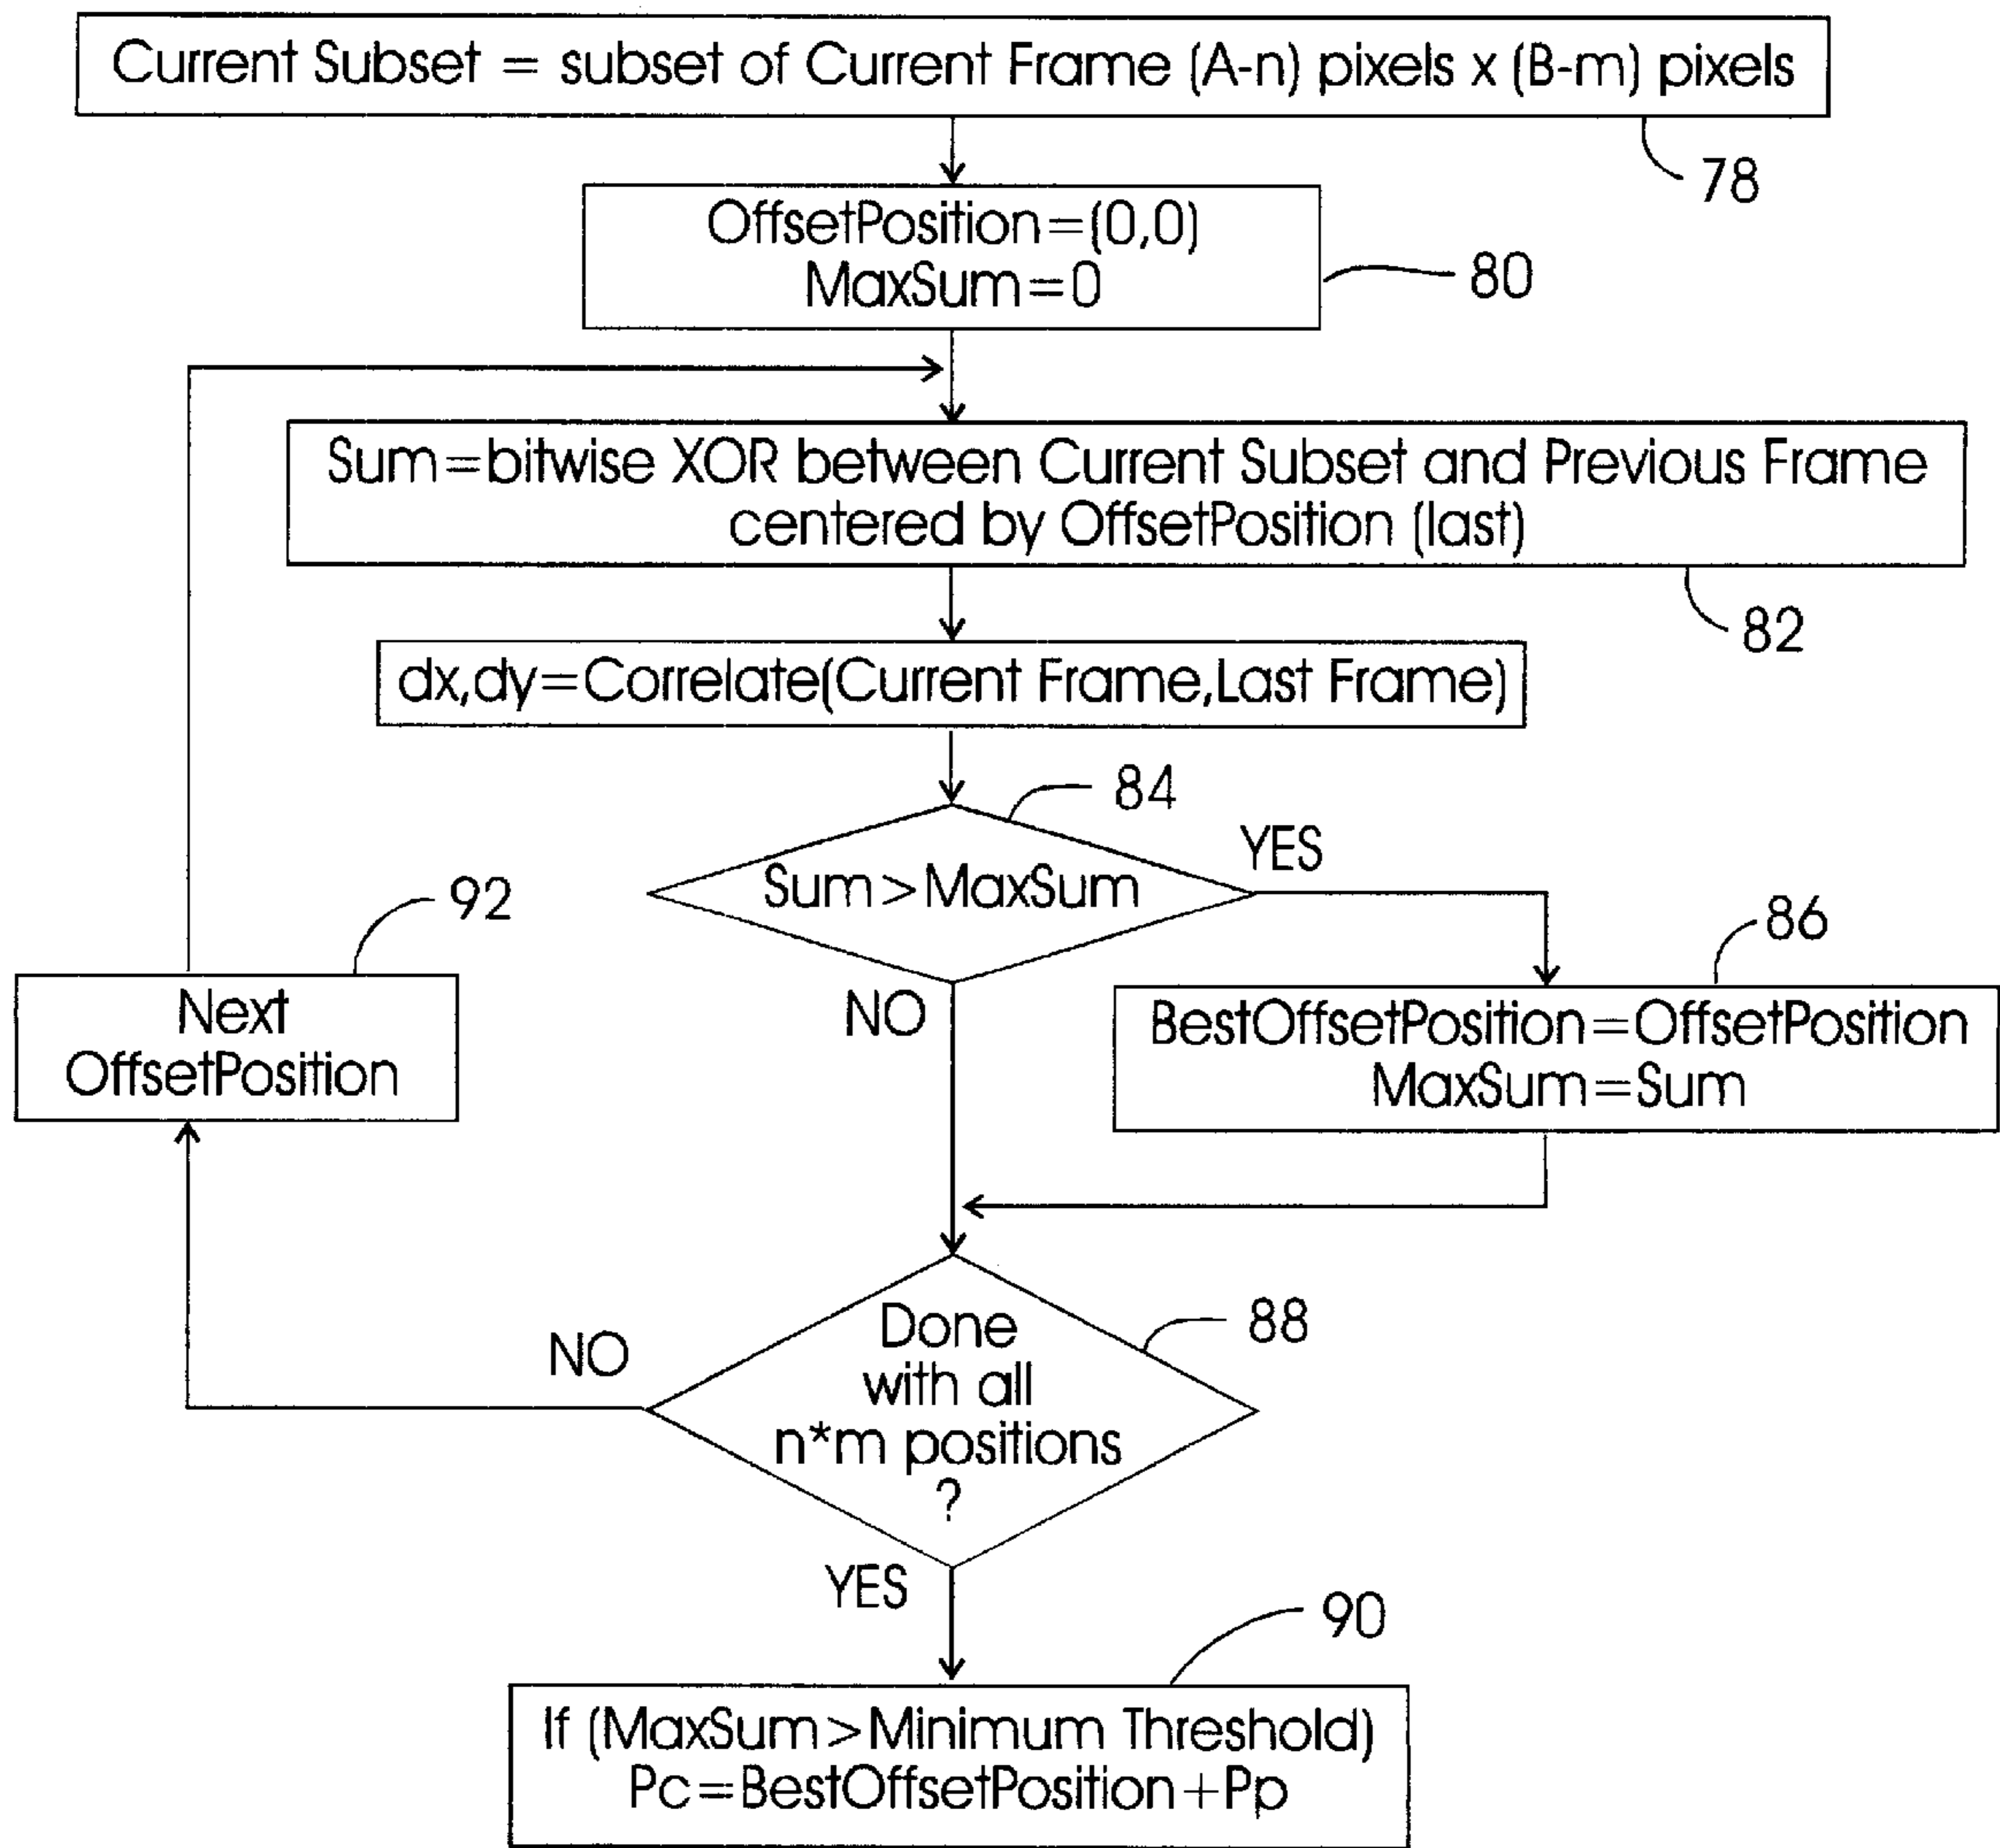 Current Subset = subset of Current Frame (A-n) pixels x (B-m) pixels
78
OffsetPosition=(0,0)
MaxSum=0
80
Sum=bitwise XOR between Current Subset and Previous Frame
centered by OffsetPosition (last)
82
dx,dy=Correlate(Current Frame,Last Frame)
84
Sum>MaxSum
YES
NO
86
BestOffsetPosition=OffsetPosition
MaxSum=Sum
92
Next
OffsetPosition
88
Done
with all
n*m positions
?
NO
YES
90
If (MaxSum>Minimum Threshold)
Pc=BestOffsetPosition+Pp